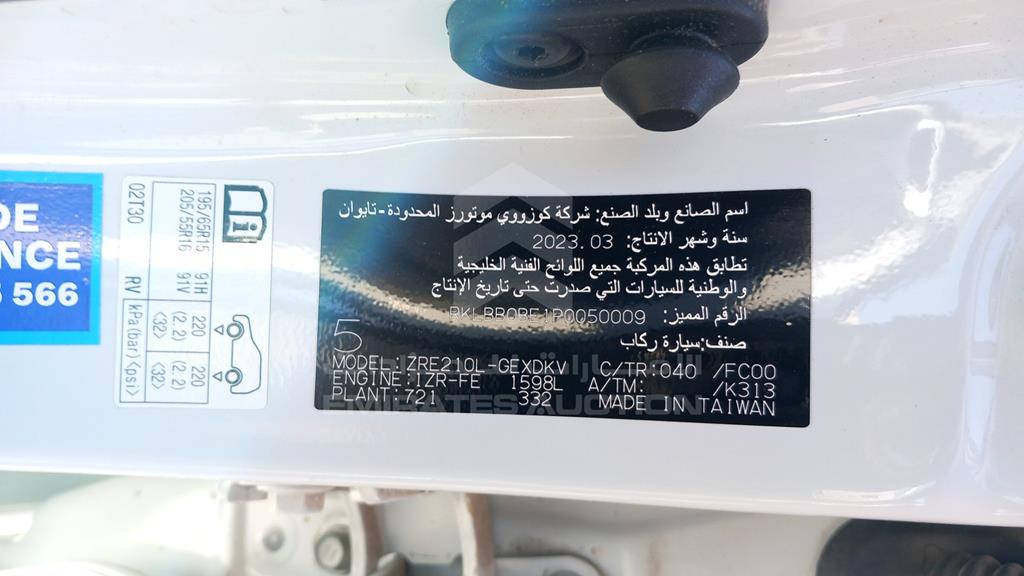 DE
NCE
566
195/65R15 91H
205/55R16 91V
02T30 RV
kPa(bar)<psi>
220 (2.2) <32>
220 (2.2) <32>
اسم الصانع وبلد الصنع: شركة كوزووي موتورز المحدودة-تايوان
سنة وشهر الانتاج: 2023.03
تطابق هذه المركبة جميع اللوائح الفنية الخليجية
والوطنية للسيارات التي صدرت حتى تاريخ الإنتاج
الرقم المميز: RKLBB0BE1P0050009
صنف:سيارة ركاب
5
MODEL:ZRE210L-GEXDKV C/TR:040 /FC00
ENGINE:1ZR-FE 1598L A/TM: /K313
PLANT:721 332 MADE IN TAIWAN
الإمارات للمزادات
EMIRATES AUCTION